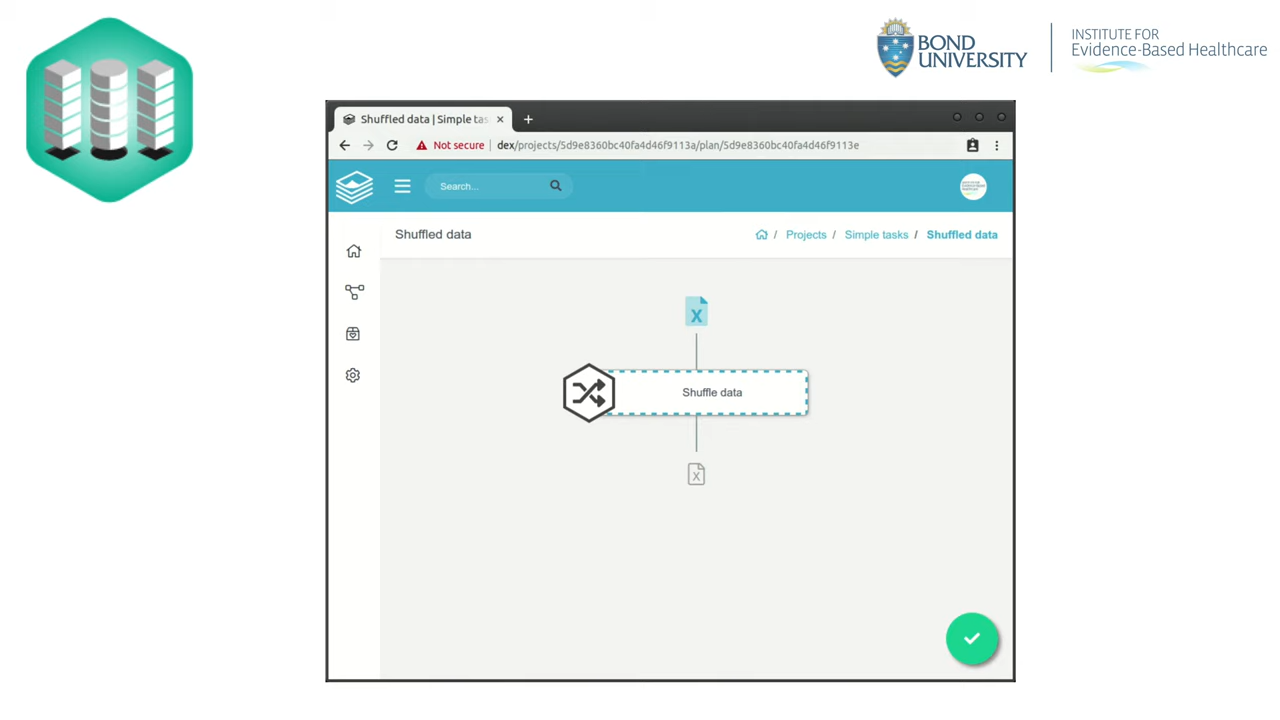 BOND
UNIVERSITY
INSTITUTE FOR
Evidence-Based Healthcare
Shuffled data | Simple tas
Not secure | dex/projects/5d9e8360bc40fa4d46f9113a/plan/5d9e8360bc40fa4d46f9113e
Search...
Shuffled data
/ Projects / Simple tasks / Shuffled data
X
Shuffle data
X